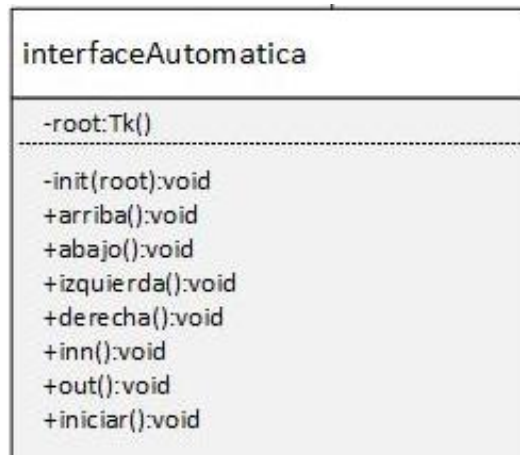 interfaceAutomatica
-root:Tk()
-init(root):void
+arriba():void
+abajo():void
+izquierda():void
+derecha():void
+inn():void
+out():void
+iniciar():void